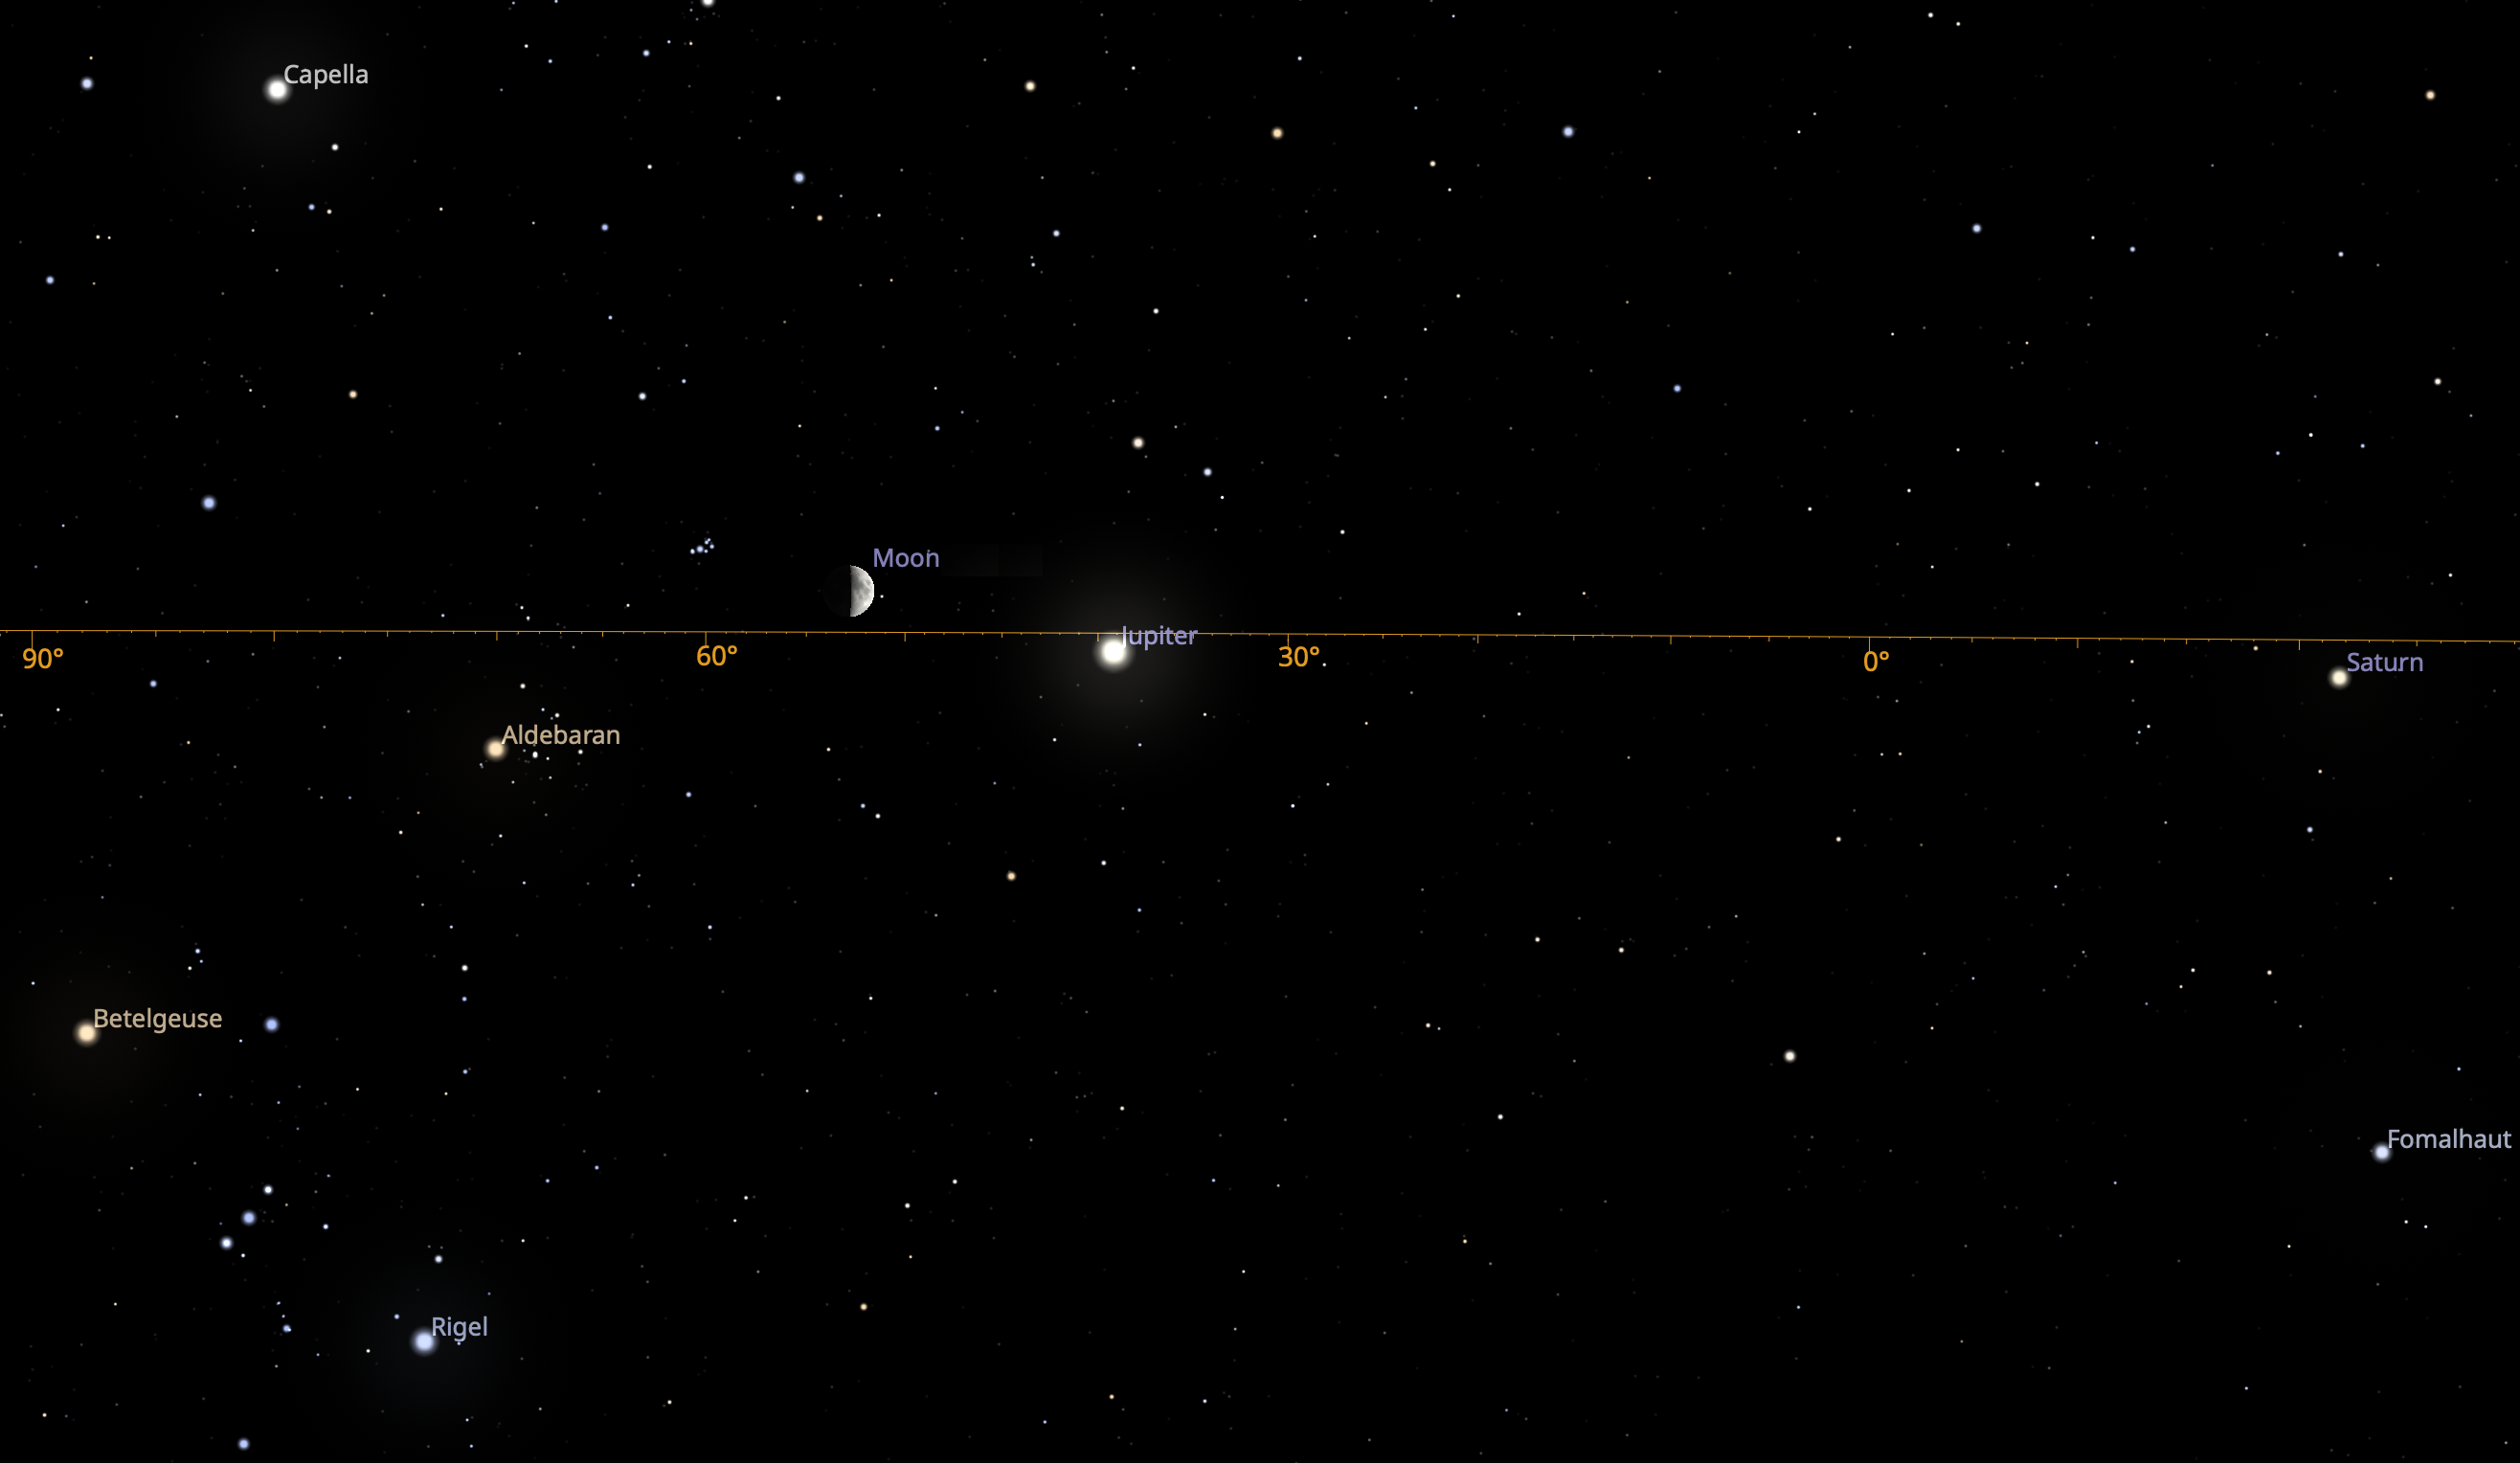 Capella
Moon
Jupiter
90°
60°
30°
0°
Saturn
Aldebaran
Betelgeuse
Fomalhaut
Rigel